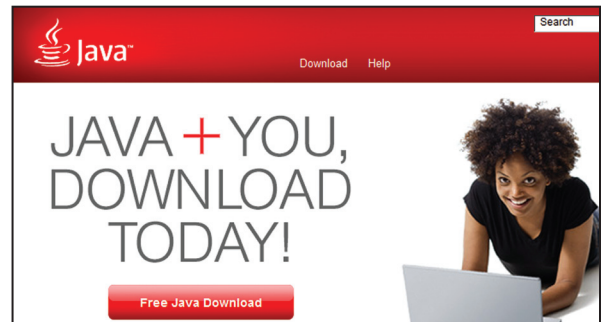 Search
Java™
Download Help
JAVA + YOU,
DOWNLOAD
TODAY!
Free Java Download